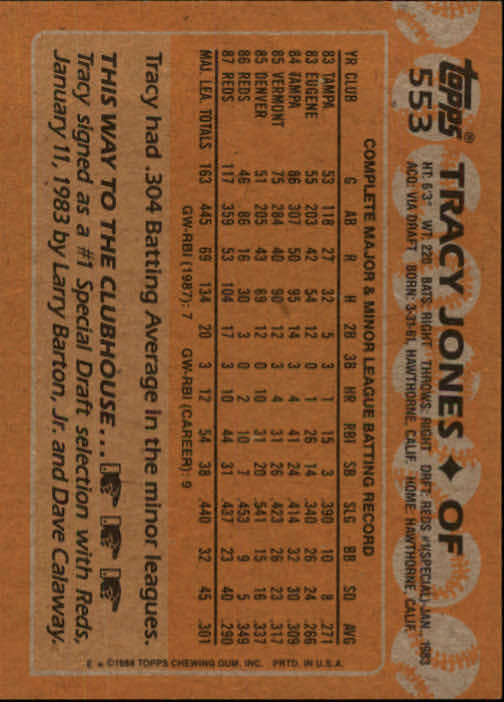 topps®
553
TRACY JONES ♦ OF
HT: 6'3" WT: 220 BATS: RIGHT THROWS: RIGHT DRFT: REDS #1(SPECIAL)-JAN, 1983
ACQ: VIA DRAFT BORN: 3-31-61, HAWTHORNE, CALIF. HOME: HAWTHORNE, CALIF.
COMPLETE MAJOR & MINOR LEAGUE BATTING RECORD
YR CLUB G AB R H 2B 3B HR RBI SB SLG BB SO AVG
83 TAMPA 53 118 27 32 5 3 1 15 3 .390 10 8 .271
83 EUGENE 55 203 42 54 12 0 1 26 14 .340 26 24 .266
84 TAMPA 86 307 50 95 14 3 4 41 24 .414 32 30 .309
85 VERMONT 75 284 40 90 12 3 4 31 26 .423 26 23 .317
85 DENVER 51 205 43 69 12 0 10 31 20 .541 15 16 .337
86 REDS 46 86 16 30 3 0 2 10 7 .453 9 5 .349
87 REDS 117 359 53 104 17 3 10 44 31 .437 23 40 .290
MAJ. LEA. TOTALS 163 445 69 134 20 3 12 54 38 .440 32 45 .301
GW-RBI (1987): 7 GW-RBI (CAREER): 9
Tracy had .304 Batting Average in the minor leagues.
THIS WAY TO THE CLUBHOUSE...
Tracy signed as a #1 Special Draft selection with Reds,
January 11, 1983 by Larry Barton, Jr. and Dave Calaway.
E * ©1988 TOPPS CHEWING GUM, INC. PRTD. IN U.S.A.